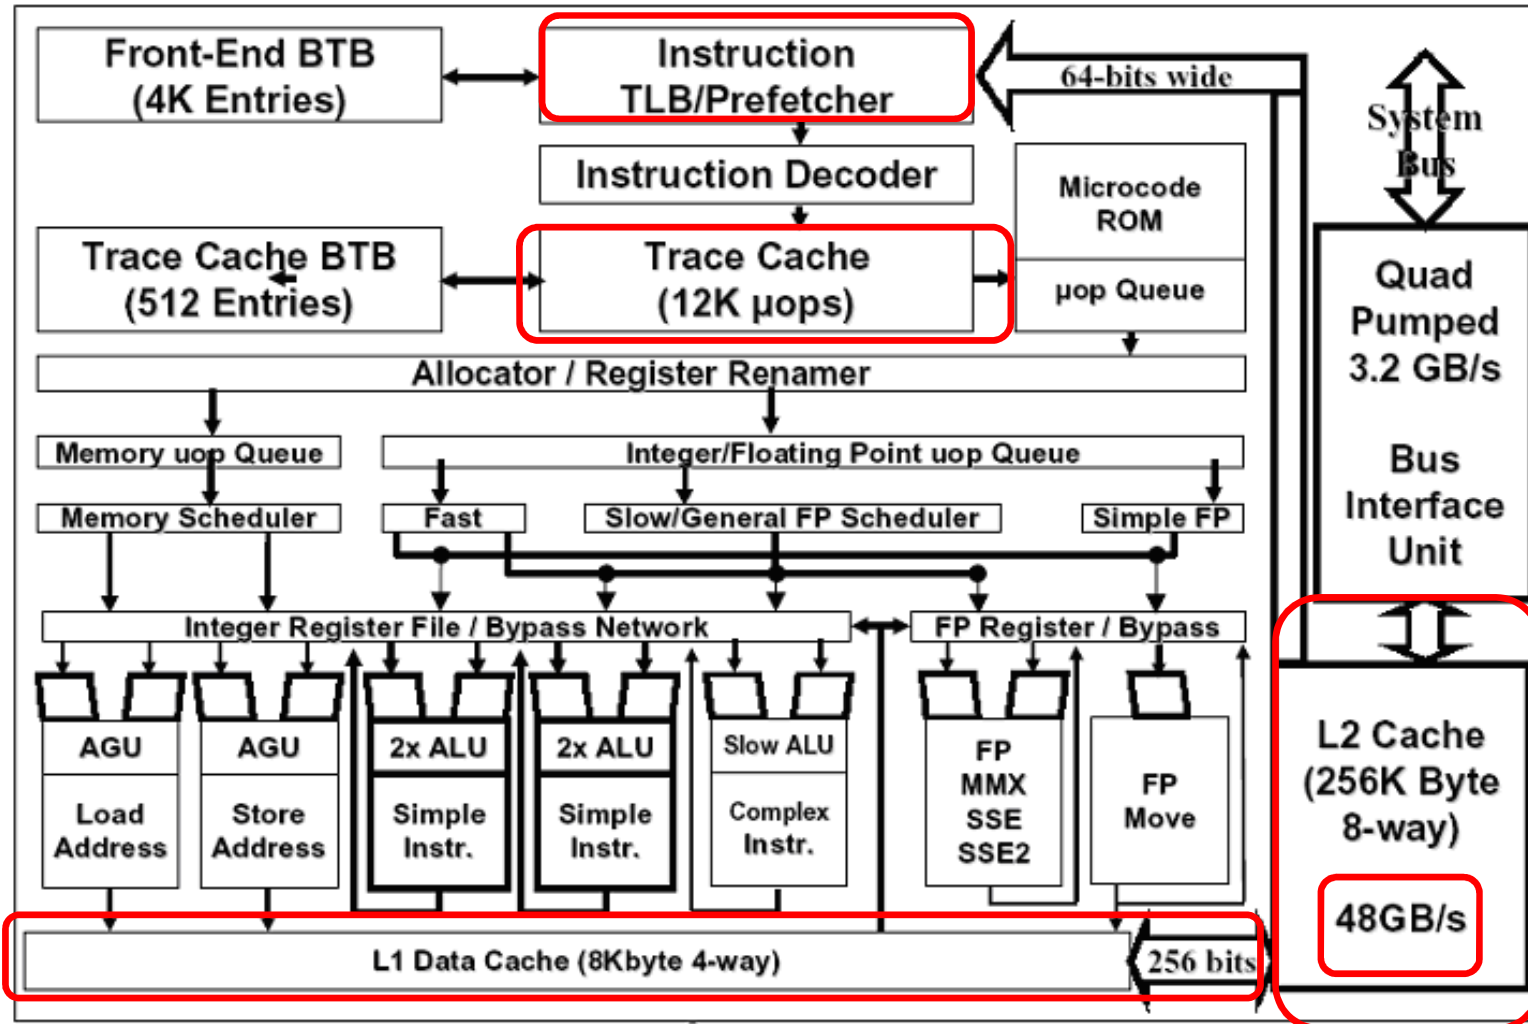 Front-End BTB
(4K Entries)
Instruction
TLB/Prefetcher
64-bits wide
System
Bus
Instruction Decoder
Microcode
ROM
Trace Cache BTB
(512 Entries)
Trace Cache
(12K µops)
µop Queue
Quad
Pumped
3.2 GB/s
Bus
Interface
Unit
Allocator / Register Renamer
Memory uop Queue
Integer/Floating Point uop Queue
Memory Scheduler
Fast
Slow/General FP Scheduler
Simple FP
Integer Register File / Bypass Network
FP Register / Bypass
AGU
Load
Address
AGU
Store
Address
2x ALU
Simple
Instr.
2x ALU
Simple
Instr.
Slow ALU
Complex
Instr.
FP
MMX
SSE
SSE2
FP
Move
L2 Cache
(256K Byte
8-way)
48GB/s
L1 Data Cache (8Kbyte 4-way)
256 bits